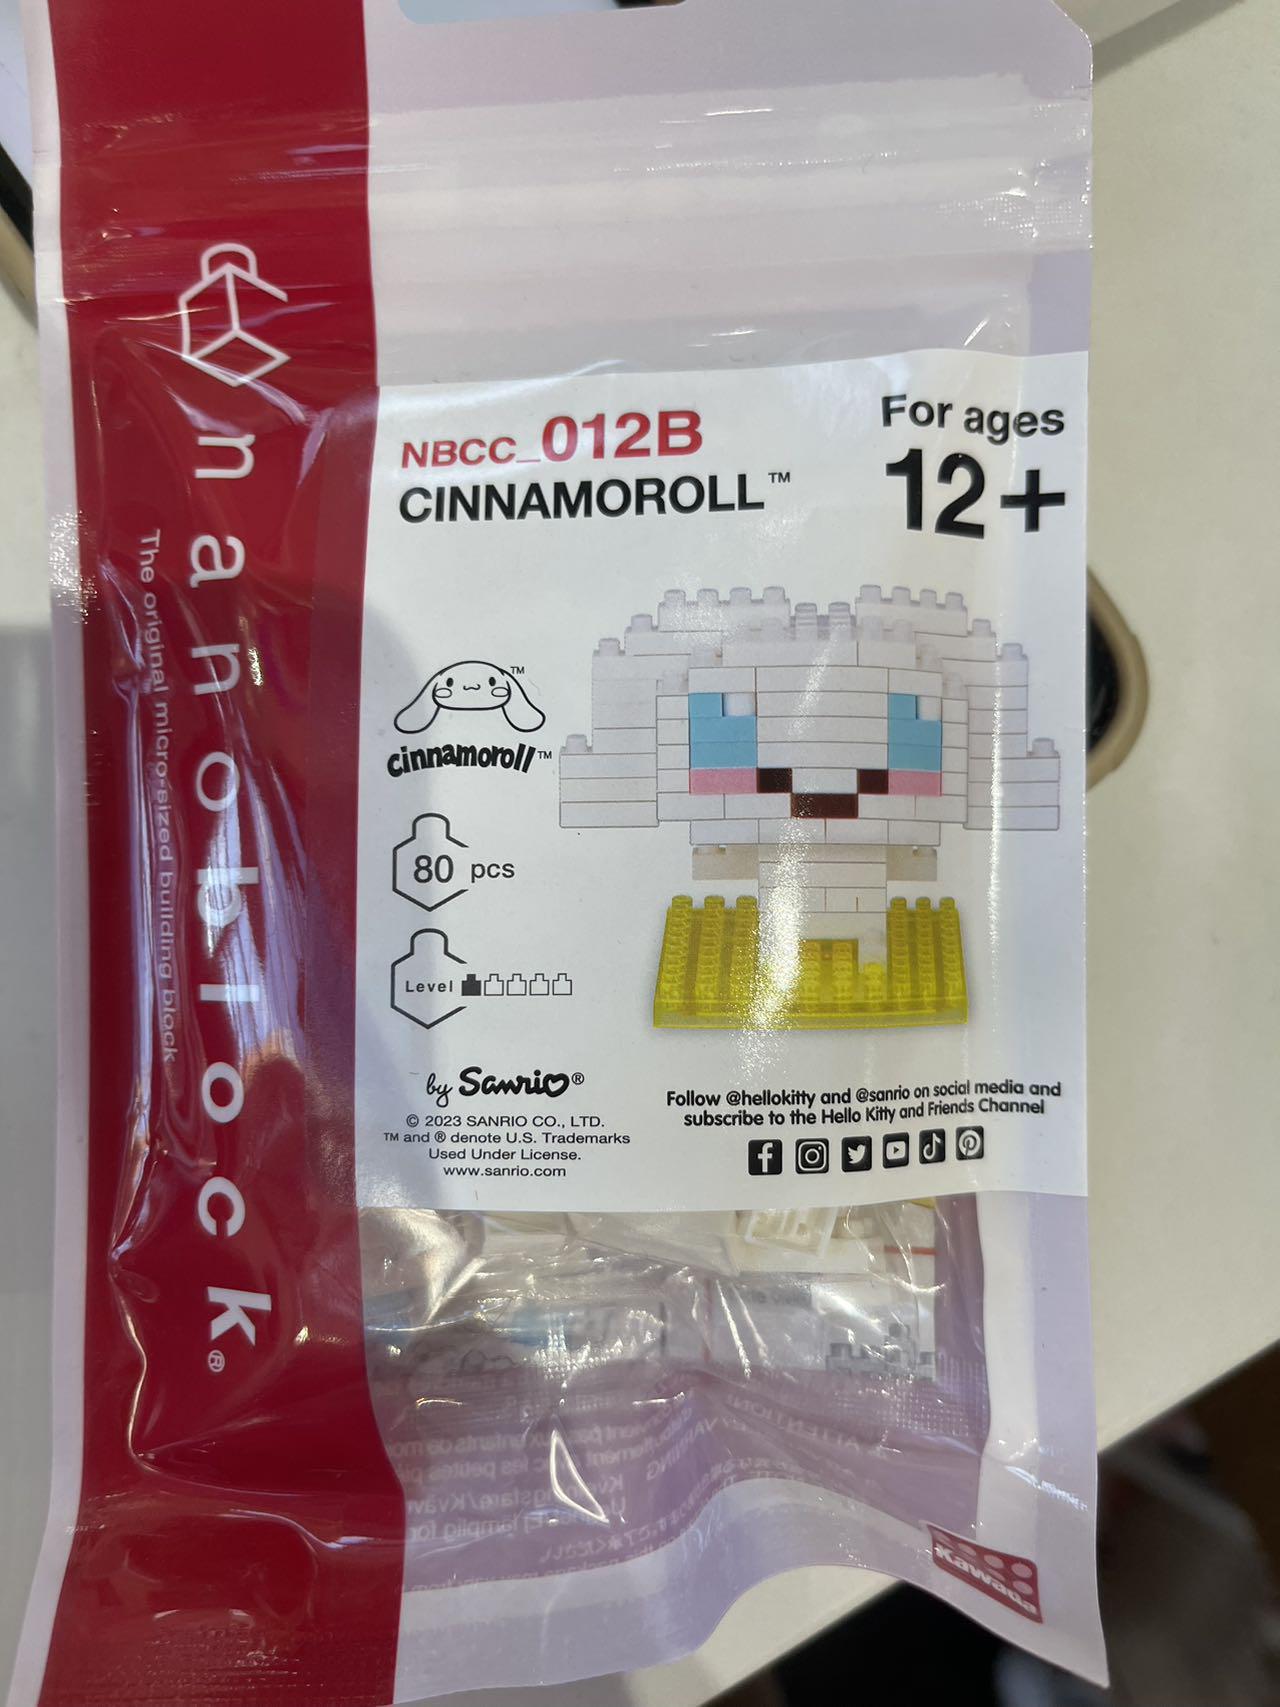 nanoblock®
The original micro-sized building block
NBCC_012B
CINNAMOROLL™
For ages
12+
™
cinnamoroll™
80 pcs
Level
by Sanrio®
© 2023 SANRIO CO., LTD.
™ and ® denote U.S. Trademarks
Used Under License.
www.sanrio.com
Follow @hellokitty and @sanrio on social media and
subscribe to the Hello Kitty and Friends Channel
Kawada